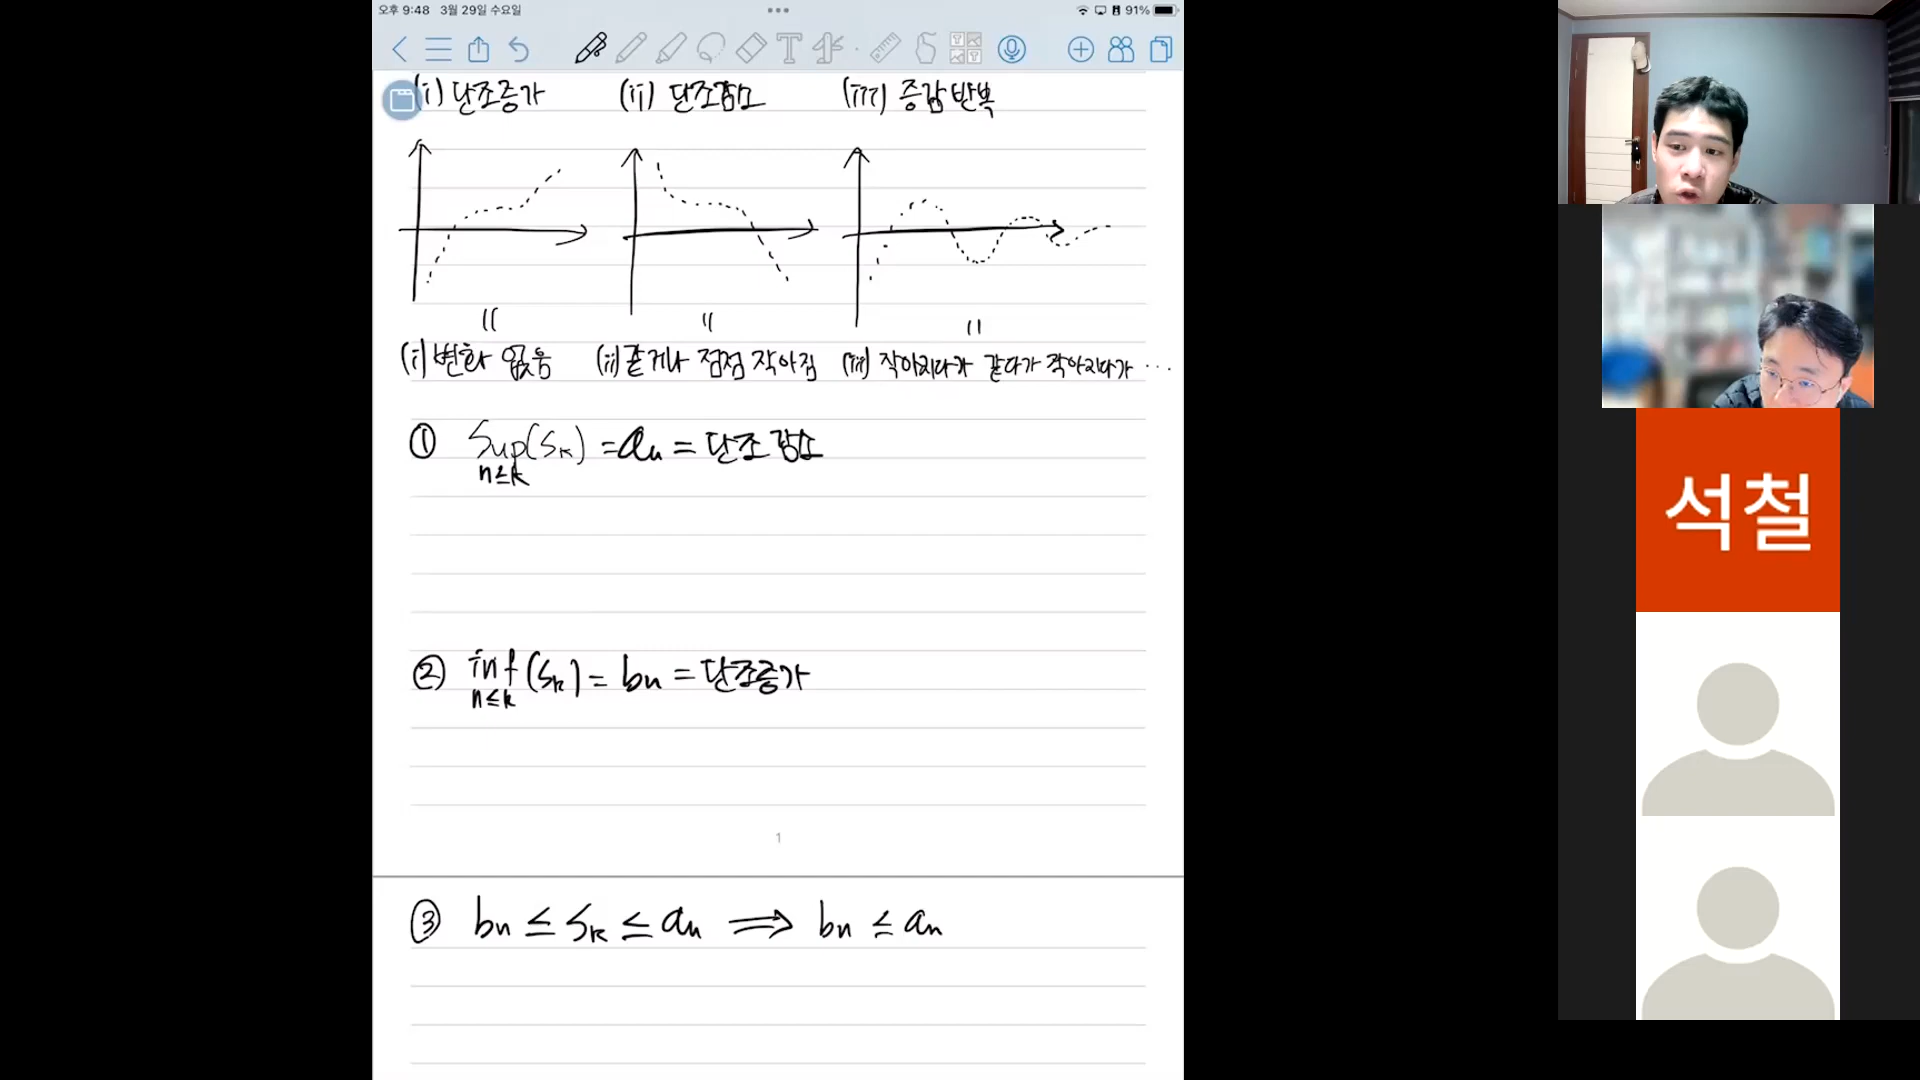 오후 9:48 3월 29일 수요일
91%
(i) 단조증가 (ii) 단조감소 (iii) 증감반복
(i) 변화 없음 (ii) 같거나 점점 작아짐 (iii) 작아지다가 같다가 작아지다가 ...
① Sup(Sₖ) = aₙ = 단조감소
n≤k
② inf(Sₖ) = bₙ = 단조증가
n≤k
1
③ bₙ ≤ Sₖ ≤ aₙ ⟹ bₙ ≤ aₙ
석철